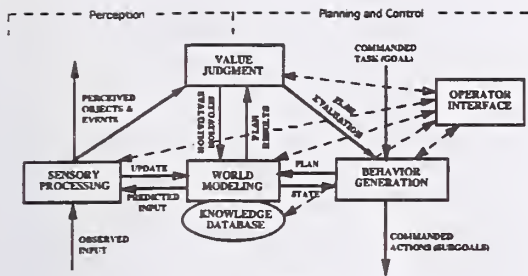 Perception
Planning and Control
VALUE
JUDGMENT
COMMANDED
TASK (GOAL)
PERCEIVED
OBJECTS &
EVENTS
PLAN
RESULTS
PLAN/
EVALUATION
OPERATOR
INTERFACE
SENSORY
PROCESSING
UPDATE
PREDICTED
INPUT
WORLD
MODELING
PLAN
STATE
BEHAVIOR
GENERATION
KNOWLEDGE
DATABASE
OBSERVED
INPUT
COMMANDED
ACTIONS (SUBGOALS)